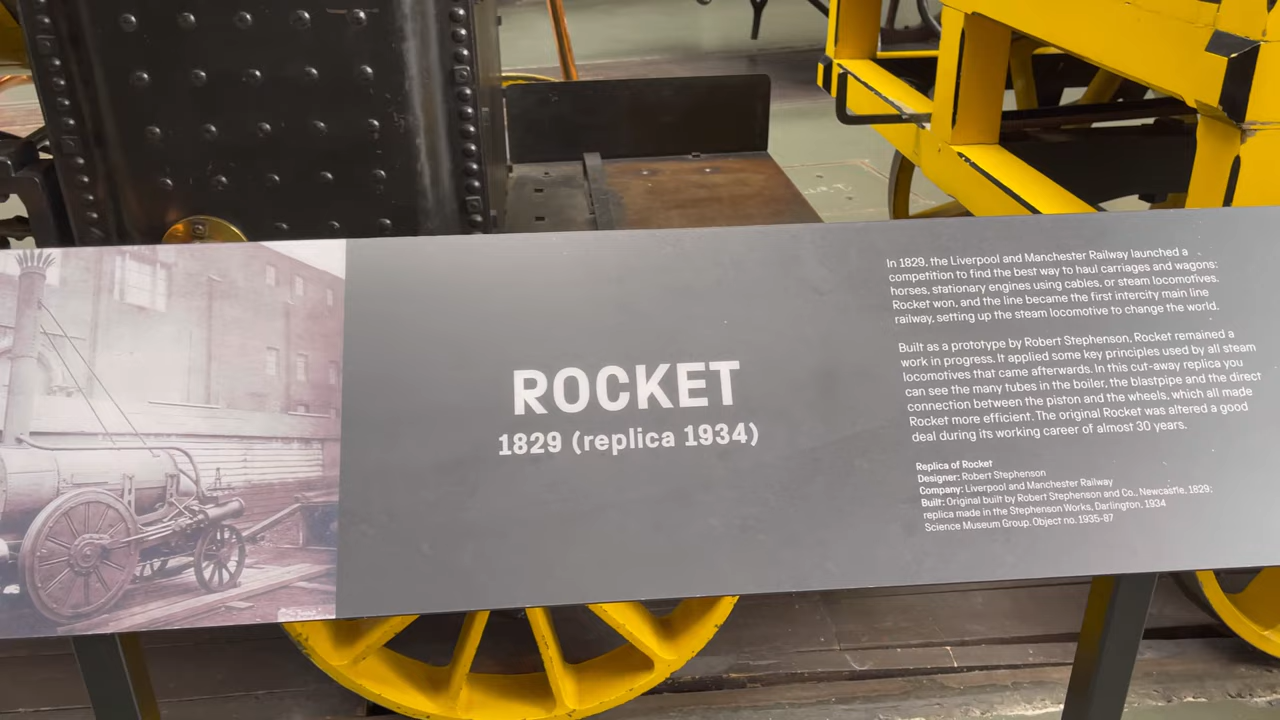 ROCKET
1829 (replica 1934)
In 1829, the Liverpool and Manchester Railway launched a
competition to find the best way to haul carriages and wagons:
horses, stationary engines using cables, or steam locomotives.
Rocket won, and the line became the first intercity main line
railway, setting up the steam locomotive to change the world.
Built as a prototype by Robert Stephenson, Rocket remained a
work in progress. It applied some key principles used by all steam
locomotives that came afterwards. In this cut-away replica you
can see the many tubes in the boiler, the blastpipe and the direct
connection between the piston and the wheels, which all made
Rocket more efficient. The original Rocket was altered a good
deal during its working career of almost 30 years.
Replica of Rocket
Designer: Robert Stephenson
Company: Liverpool and Manchester Railway
Built: Original built by Robert Stephenson and Co., Newcastle, 1829;
replica made in the Stephenson Works, Darlington, 1934
Science Museum Group. Object no. 1935-87